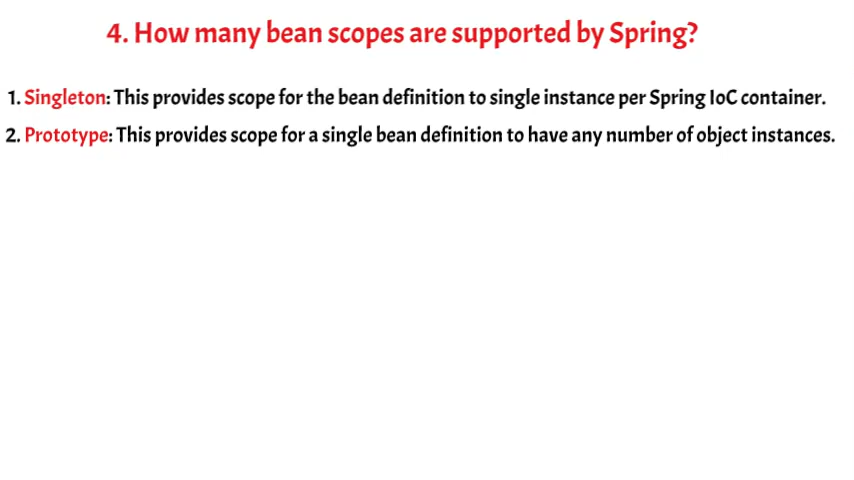 4. How many bean scopes are supported by Spring?
1. Singleton: This provides scope for the bean definition to single instance per Spring IoC container.
2. Prototype: This provides scope for a single bean definition to have any number of object instances.